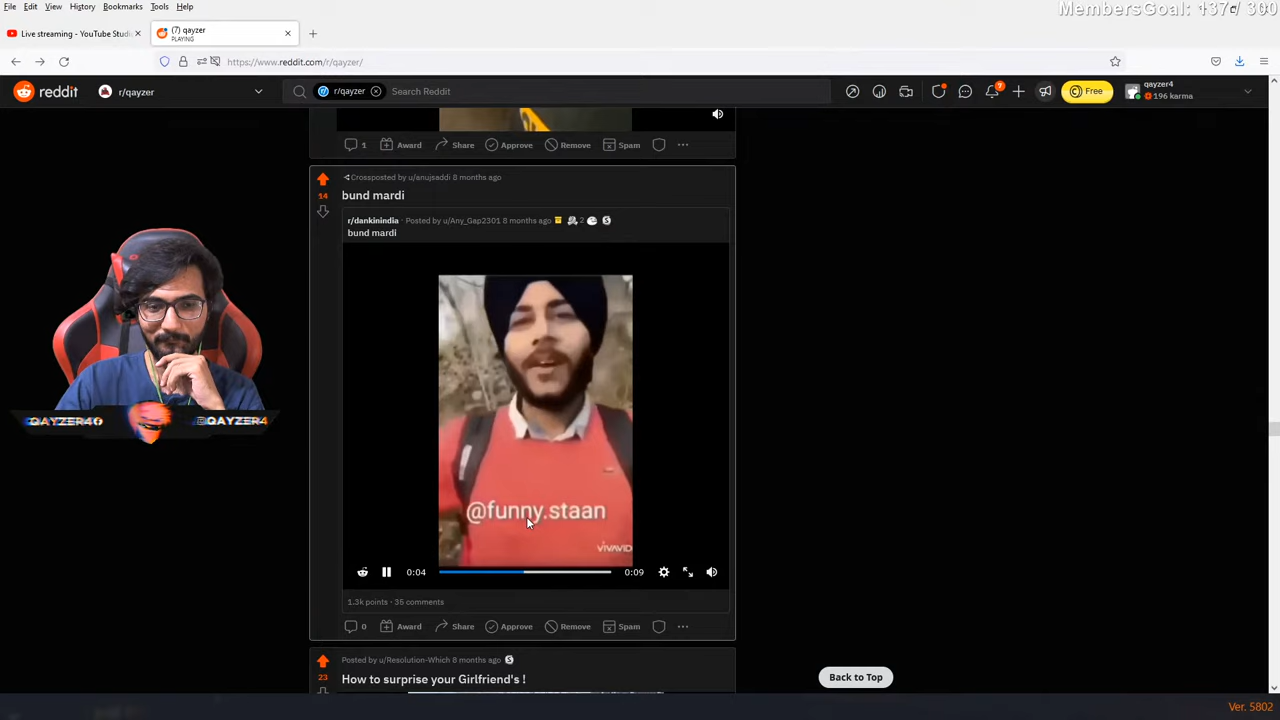 File Edit View History Bookmarks Tools Help
MembersGoal: 137 / 300
Live streaming - YouTube Studi
(7) qayzer
PLAYING
https://www.reddit.com/r/qayzer/
reddit
r/qayzer
r/qayzer
Search Reddit
7
Free
qayzer4
196 karma
1 Award Share Approve Remove Spam
Crossposted by u/anujsaddi 8 months ago
14
bund mardi
r/dankinindia · Posted by u/Any_Gap2301 8 months ago 2
bund mardi
@funny.staan
VIVAVID
0:04
0:09
1.3k points · 35 comments
0 Award Share Approve Remove Spam
Posted by u/Resolution-Which 8 months ago
23
How to surprise your Girlfriend's !
Back to Top
@QAYZER4
Ver. 5802